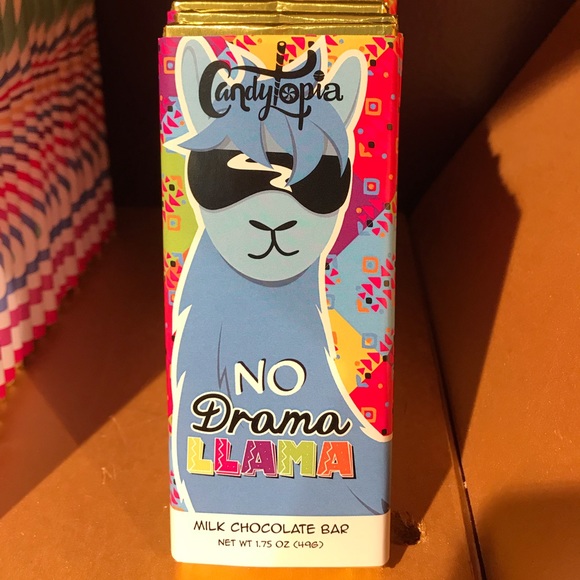 Candytopia
NO
Drama
LLAMA
MILK CHOCOLATE BAR
NET WT 1.75 OZ (49G)